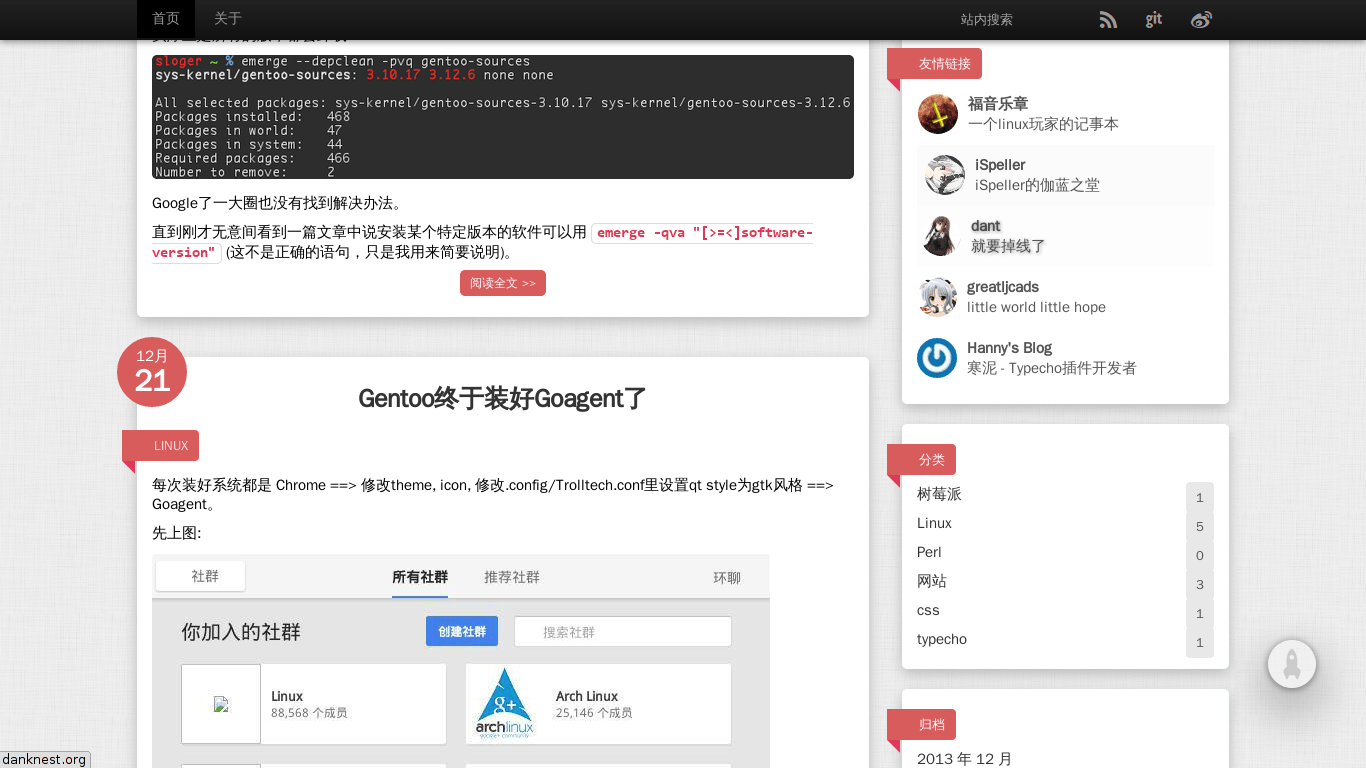 首页 关于 站内搜索 git
sloger ~ % emerge --depclean -pvq gentoo-sources
sys-kernel/gentoo-sources: 3.10.17 3.12.6 none none
All selected packages: sys-kernel/gentoo-sources-3.10.17 sys-kernel/gentoo-sources-3.12.6
Packages installed: 468
Packages in world: 47
Packages in system: 44
Required packages: 466
Number to remove: 2
Google了一大圈也没有找到解决办法。
直到刚才无意间看到一篇文章中说安装某个特定版本的软件可以用 emerge -qva "[>=<]software-
version" (这不是正确的语句，只是我用来简要说明)。
阅读全文 >>
12月
21
Gentoo终于装好Goagent了
LINUX
每次装好系统都是 Chrome ==> 修改theme, icon, 修改.config/Trolltech.conf里设置qt style为gtk风格 ==>
Goagent。
先上图:
社群 所有社群 推荐社群 环聊
你加入的社群 创建社群 搜索社群
Linux
88,568 个成员
g+
archlinux
Arch Linux
25,146 个成员
友情链接
福音乐章
一个linux玩家的记事本
iSpeller
iSpeller的伽蓝之堂
dant
就要掉线了
greatljcads
little world little hope
Hanny's Blog
寒泥 - Typecho插件开发者
分类
树莓派 1
Linux 5
Perl 0
网站 3
css 1
typecho 1
归档
2013 年 12 月
danknest.org